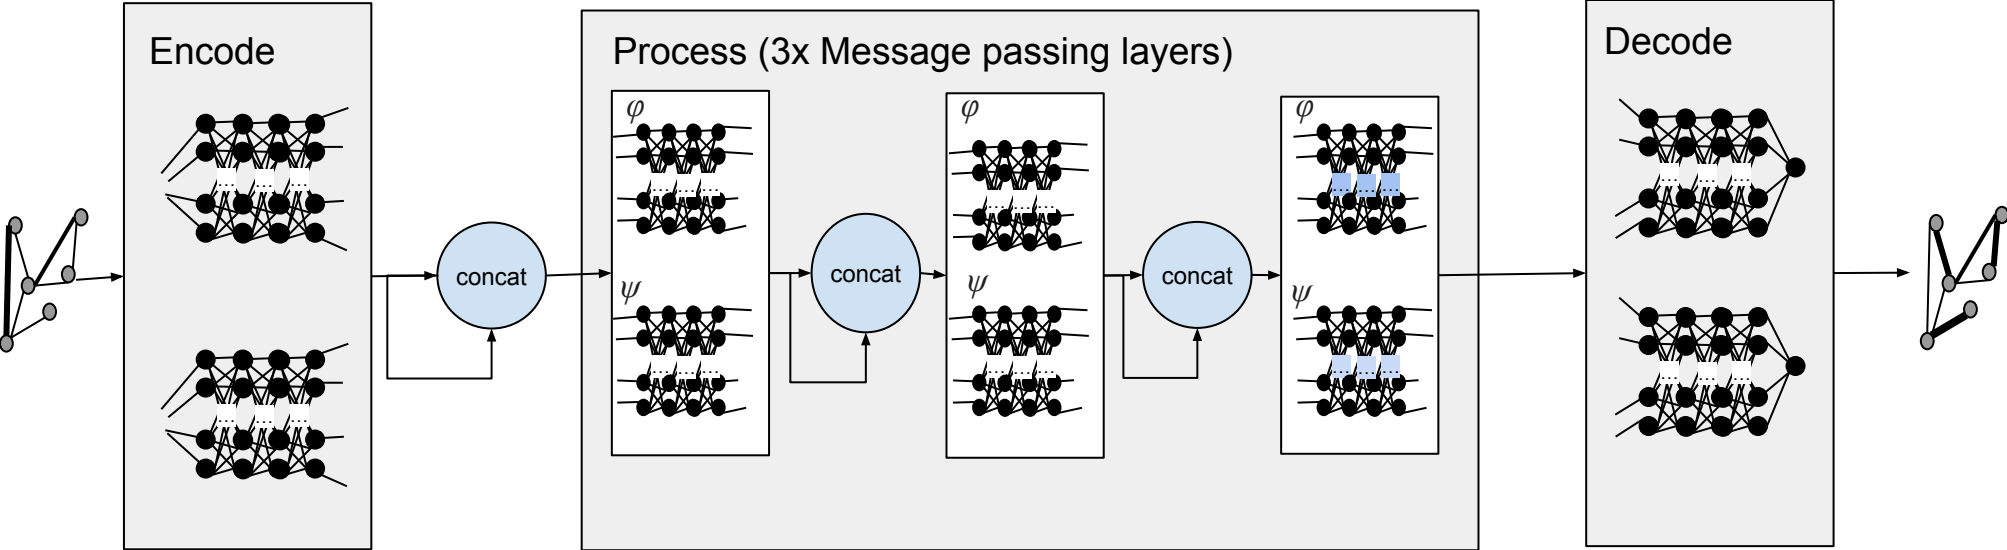 Encode
Process (3x Message passing layers)
Decode
φ
φ
φ
concat
concat
concat
ψ
ψ
ψ